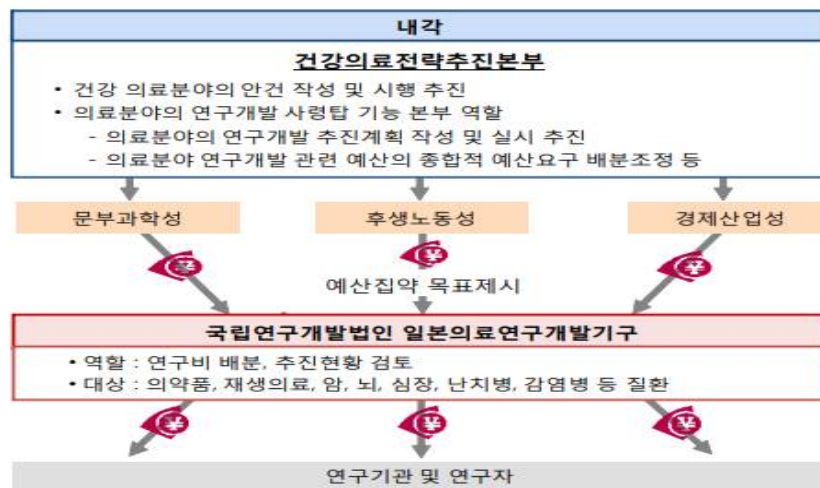 내각
건강의료전략추진본부
• 건강 의료분야의 안건 작성 및 시행 추진
• 의료분야의 연구개발 사령탑 기능 본부 역할
- 의료분야의 연구개발 추진계획 작성 및 실시 추진
- 의료분야 연구개발 관련 예산의 종합적 예산요구 배분조정 등
문부과학성 후생노동성 경제산업성
¥ ¥ ¥
예산집약 목표제시
국립연구개발법인 일본의료연구개발기구
• 역할 : 연구비 배분, 추진현황 검토
• 대상 : 의약품, 재생의료, 암, 뇌, 심장, 난치병, 감염병 등 질환
¥ ¥ ¥
연구기관 및 연구자